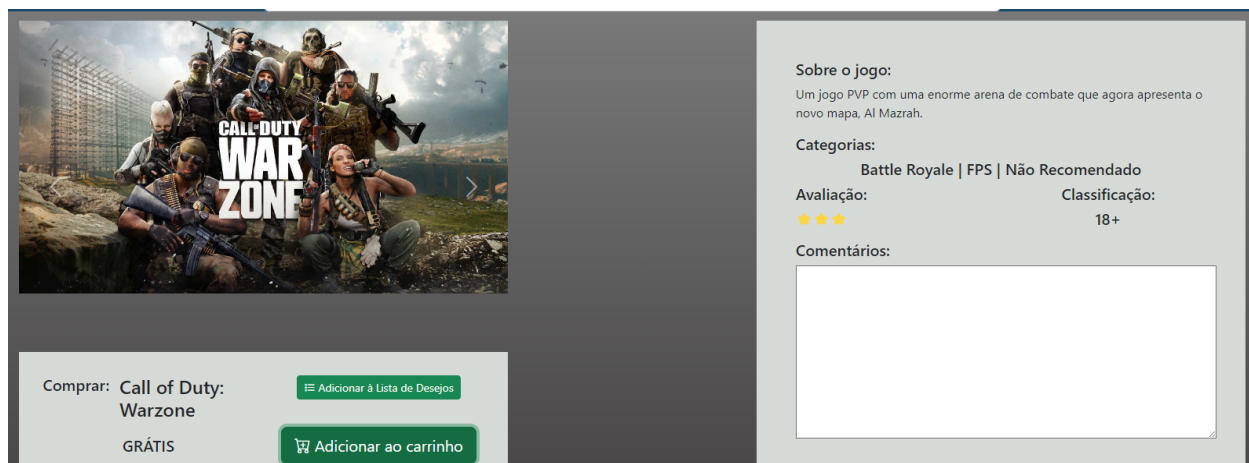 CALL OF DUTY
WAR
ZONE
Comprar:
Call of Duty:
Warzone
Adicionar à Lista de Desejos
GRÁTIS
Adicionar ao carrinho
Sobre o jogo:
Um jogo PVP com uma enorme arena de combate que agora apresenta o
novo mapa, Al Mazrah.
Categorias:
Battle Royale | FPS | Não Recomendado
Avaliação:
Classificação:
18+
Comentários: